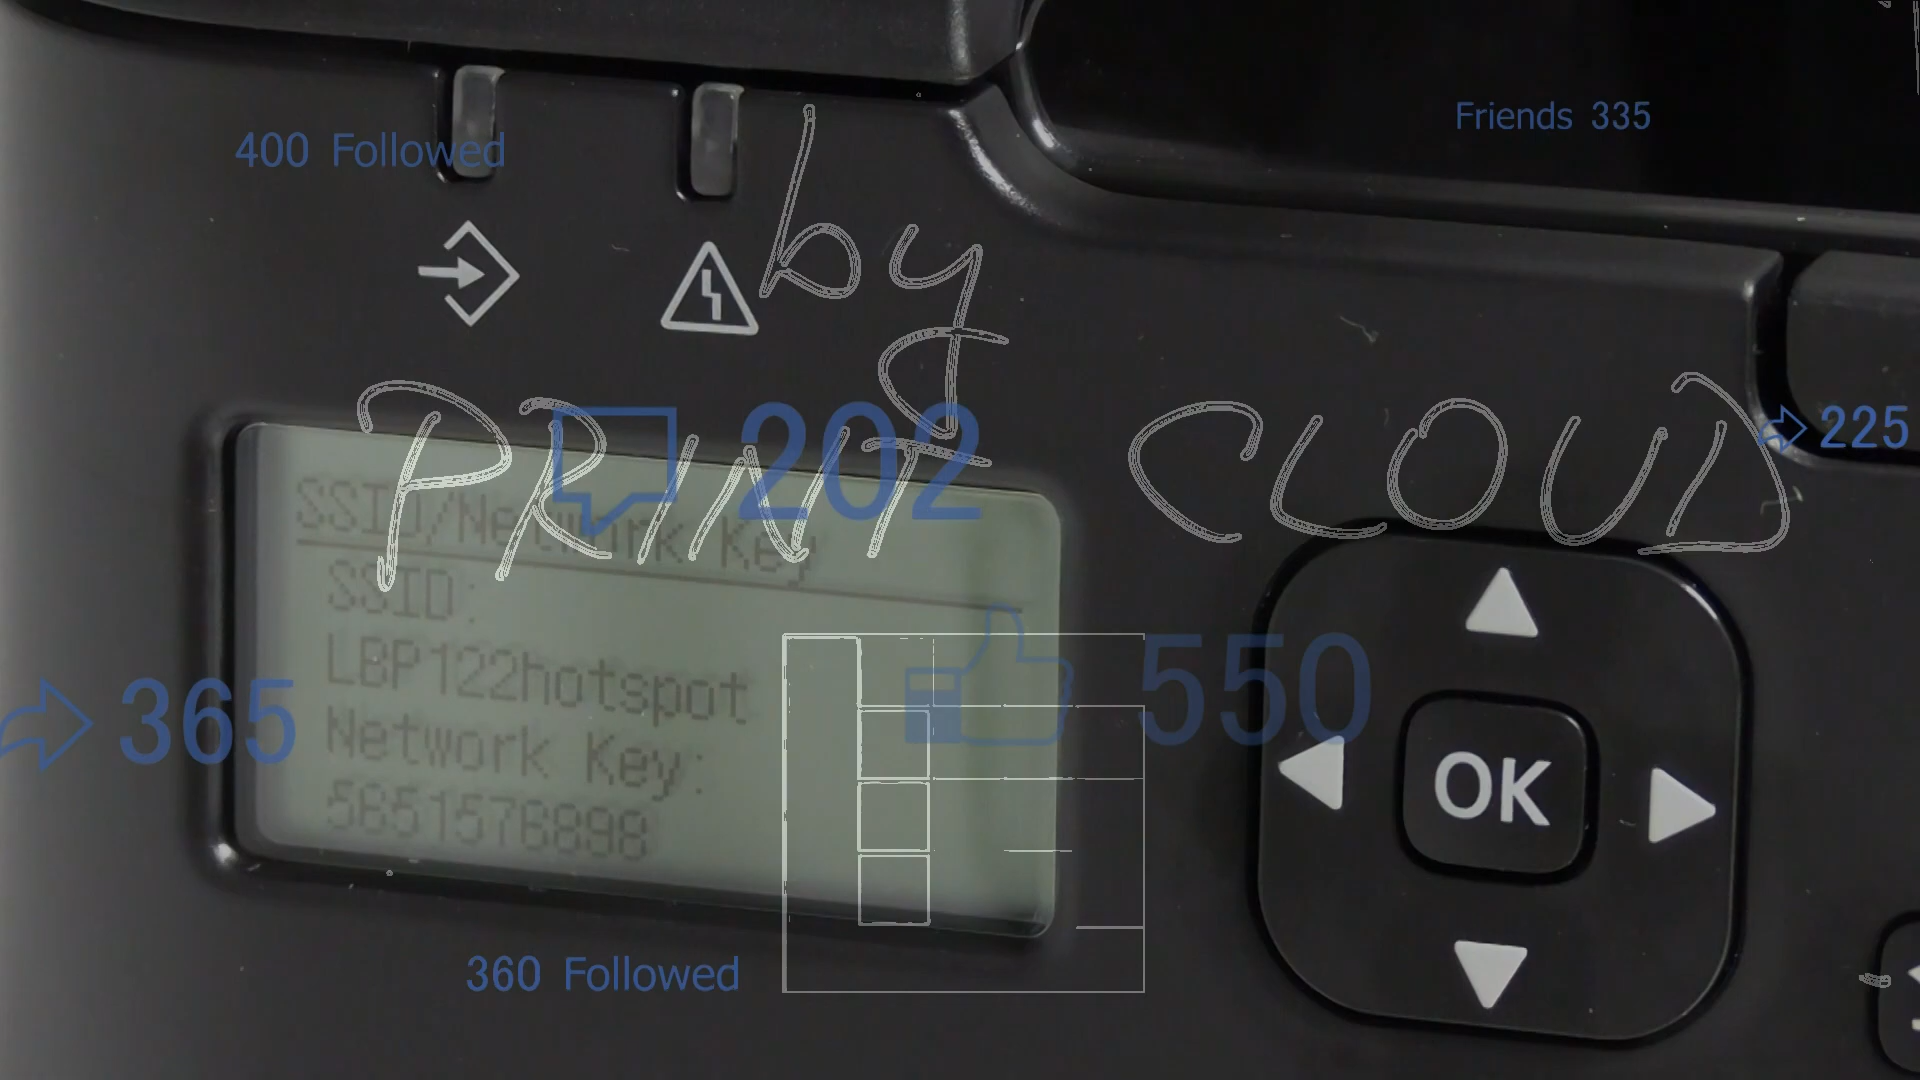 Friends 335
400 Followed
by
PRINT CLOUD
202
225
SSID/Network Key
SSID:
LBP122hotspot
Network Key:
5651576898
365
550
OK
360 Followed